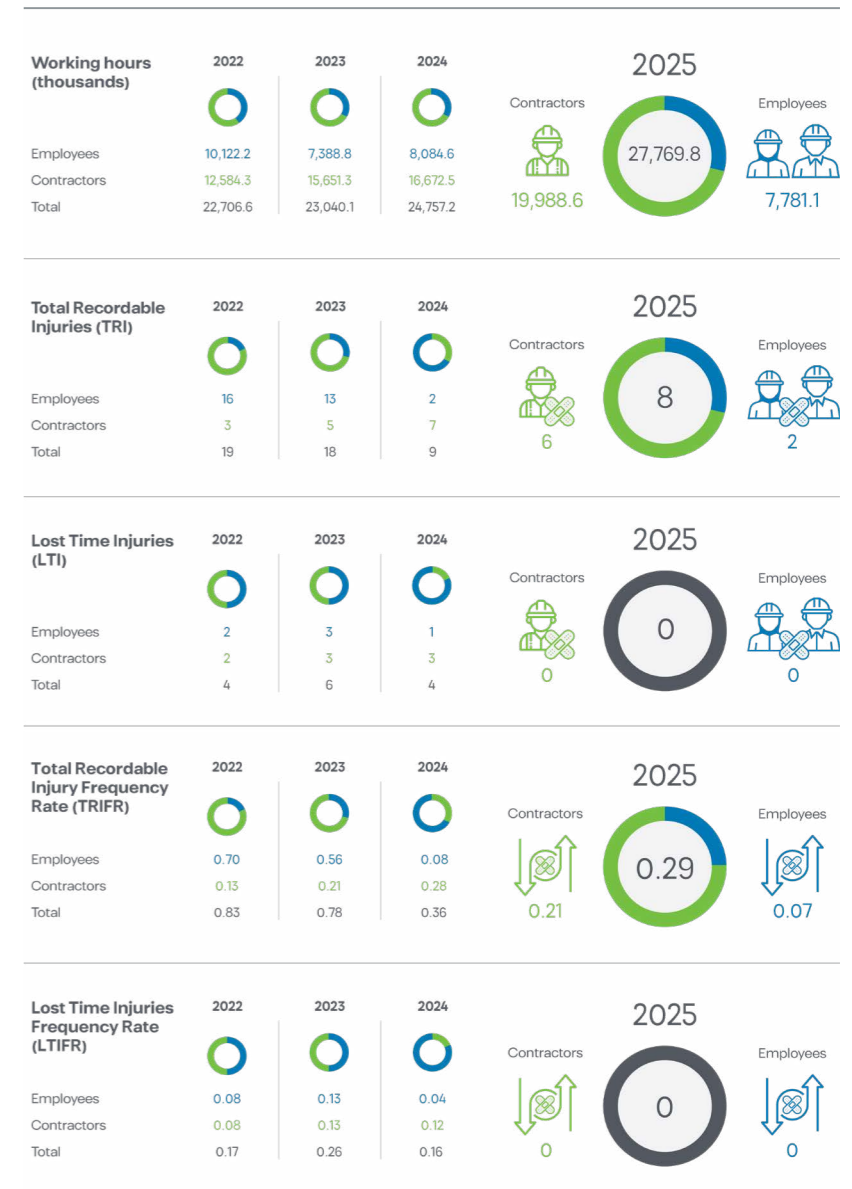 Working hours
(thousands)
2022 2023 2024
2025
Contractors
Employees
27,769.8
19,988.6
7,781.1
Employees 10,122.2 7,388.8 8,084.6
Contractors 12,584.3 15,651.3 16,672.5
Total 22,706.6 23,040.1 24,757.2
Total Recordable
Injuries (TRI)
2022 2023 2024
2025
Contractors
Employees
8
6
2
Employees 16 13 2
Contractors 3 5 7
Total 19 18 9
Lost Time Injuries
(LTI)
2022 2023 2024
2025
Contractors
Employees
0
0
0
Employees 2 3 1
Contractors 2 3 3
Total 4 6 4
Total Recordable
Injury Frequency
Rate (TRIFR)
2022 2023 2024
2025
Contractors
Employees
0.29
0.21
0.07
Employees 0.70 0.56 0.08
Contractors 0.13 0.21 0.28
Total 0.83 0.78 0.36
Lost Time Injuries
Frequency Rate
(LTIFR)
2022 2023 2024
2025
Contractors
Employees
0
0
0
Employees 0.08 0.13 0.04
Contractors 0.08 0.13 0.12
Total 0.17 0.26 0.16